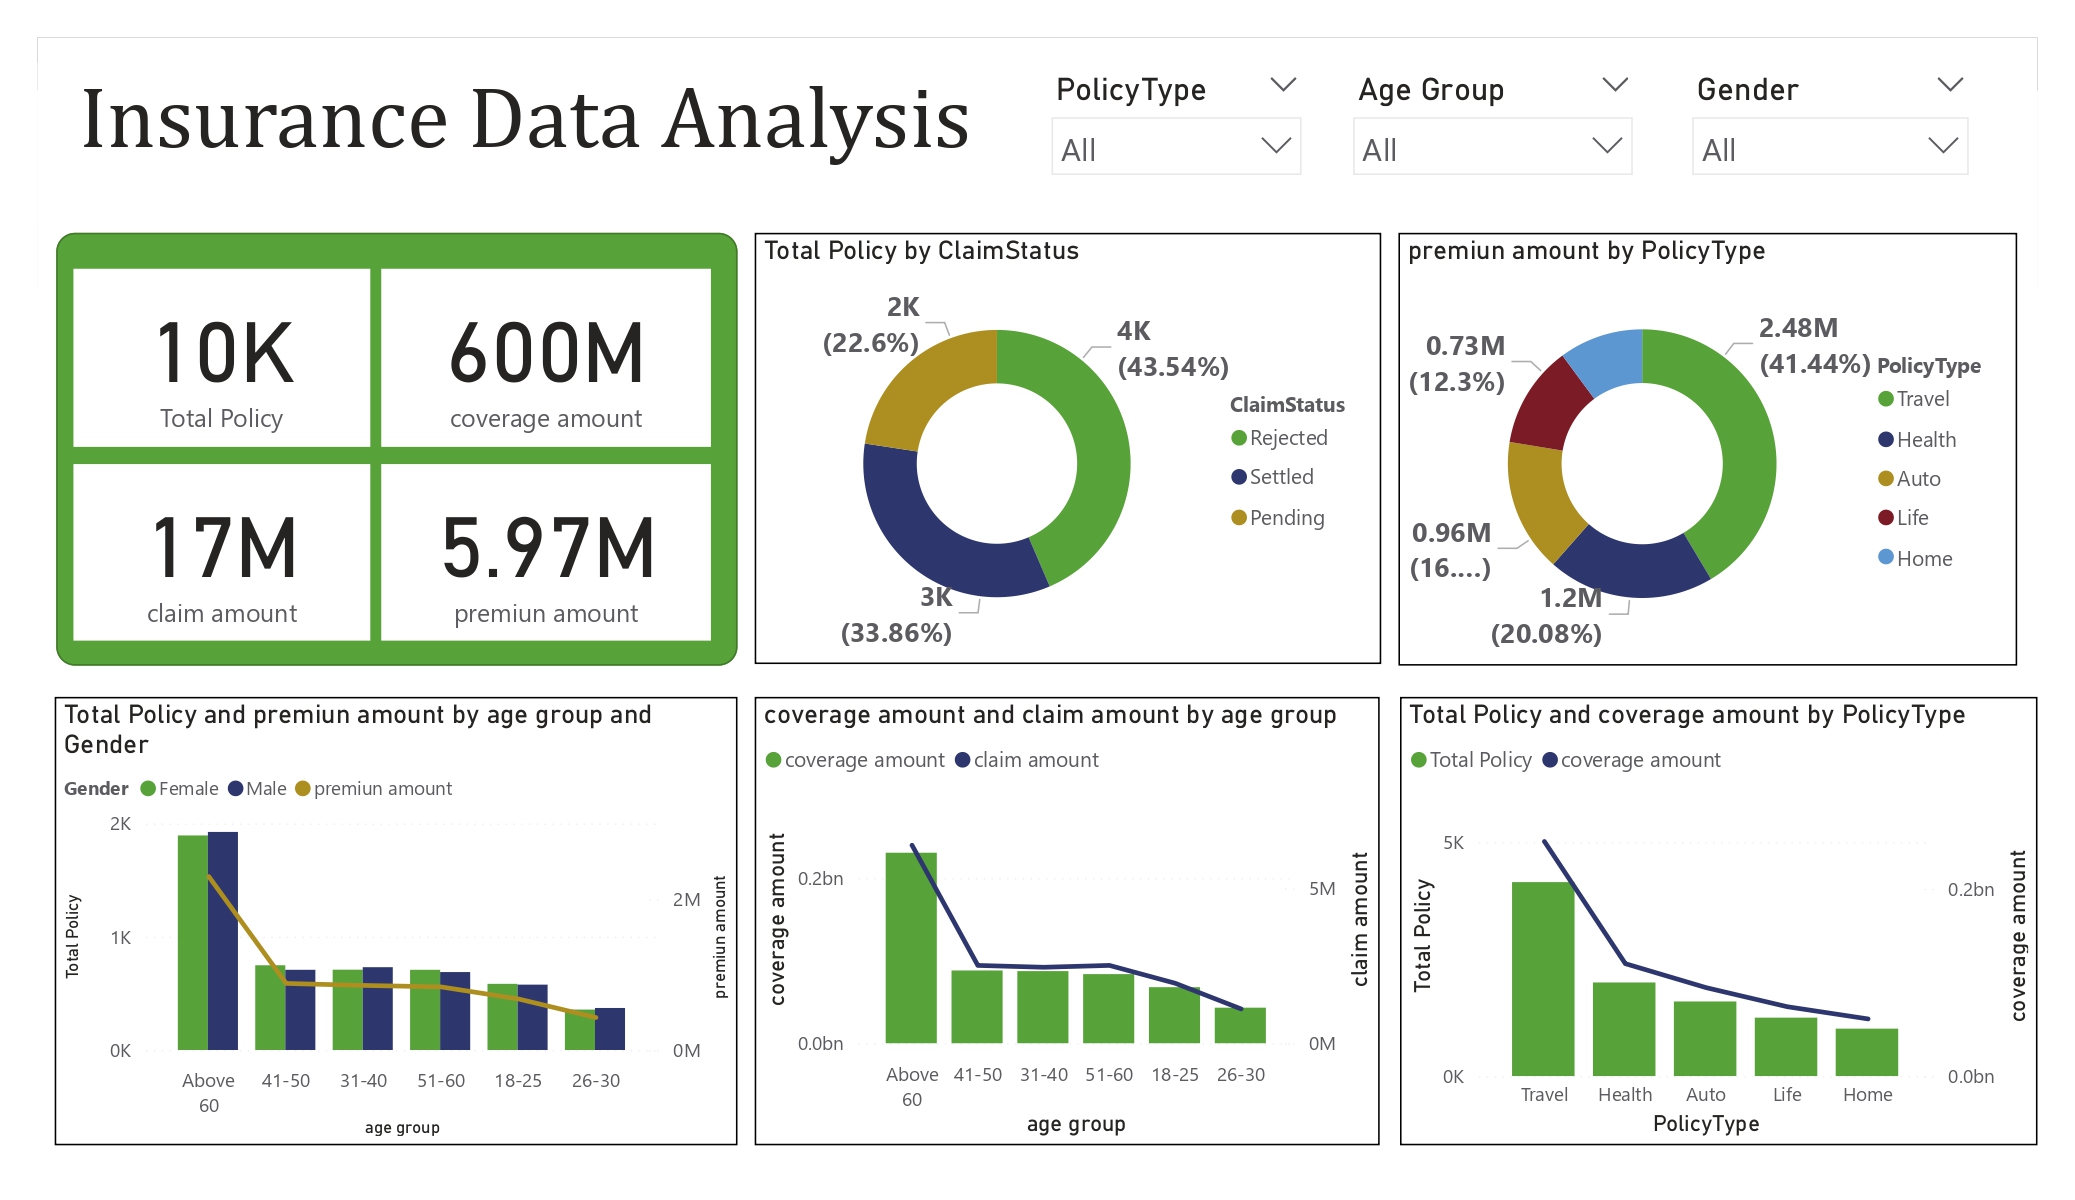 Insurance Data Analysis
PolicyType
All
Age Group
All
Gender
All
10K
Total Policy
600M
coverage amount
17M
claim amount
5.97M
premiun amount
Total Policy by ClaimStatus
2K
(22.6%)
4K
(43.54%)
3K
(33.86%)
ClaimStatus
Rejected
Settled
Pending
premiun amount by PolicyType
0.73M
(12.3%)
2.48M
(41.44%)
0.96M
(16....)
1.2M
(20.08%)
PolicyType
Travel
Health
Auto
Life
Home
Total Policy and premiun amount by age group and
Gender
Gender Female Male premiun amount
Total Policy
2K
1K
0K
2M
0M
premiun amount
Above
60
41-50
31-40
51-60
18-25
26-30
age group
coverage amount and claim amount by age group
coverage amount claim amount
coverage amount
0.2bn
0.0bn
5M
0M
claim amount
Above
60
41-50
31-40
51-60
18-25
26-30
age group
Total Policy and coverage amount by PolicyType
Total Policy coverage amount
Total Policy
5K
0K
0.2bn
0.0bn
coverage amount
Travel
Health
Auto
Life
Home
PolicyType